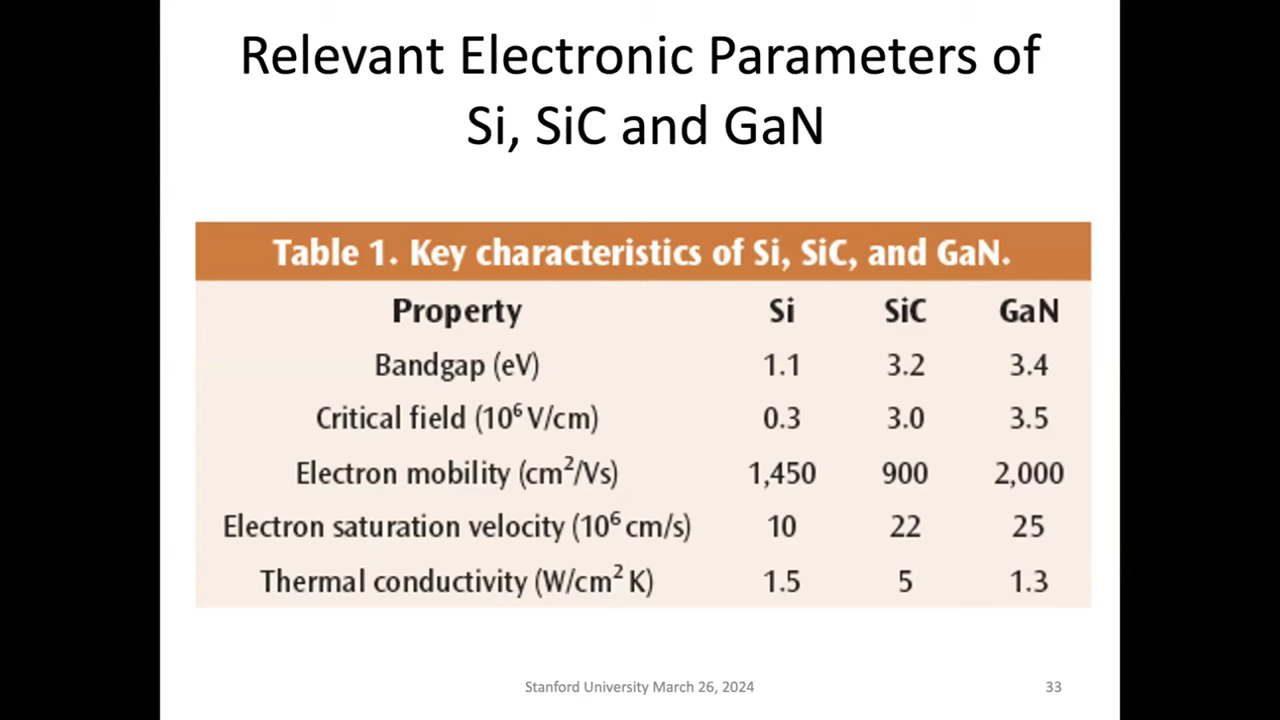 Relevant Electronic Parameters of
Si, SiC and GaN
Table 1. Key characteristics of Si, SiC, and GaN.
Property Si SiC GaN
Bandgap (eV) 1.1 3.2 3.4
Critical field (10⁶ V/cm) 0.3 3.0 3.5
Electron mobility (cm²/Vs) 1,450 900 2,000
Electron saturation velocity (10⁶ cm/s) 10 22 25
Thermal conductivity (W/cm² K) 1.5 5 1.3
Stanford University March 26, 2024 33